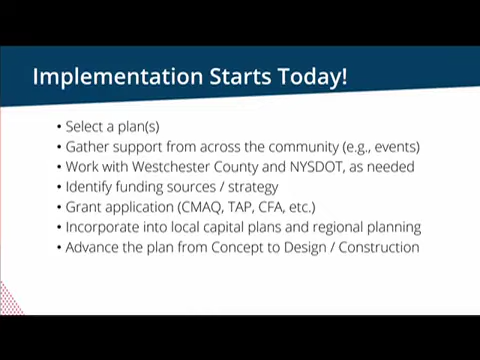 Implementation Starts Today!
• Select a plan(s)
• Gather support from across the community (e.g., events)
• Work with Westchester County and NYSDOT, as needed
• Identify funding sources / strategy
• Grant application (CMAQ, TAP, CFA, etc.)
• Incorporate into local capital plans and regional planning
• Advance the plan from Concept to Design / Construction